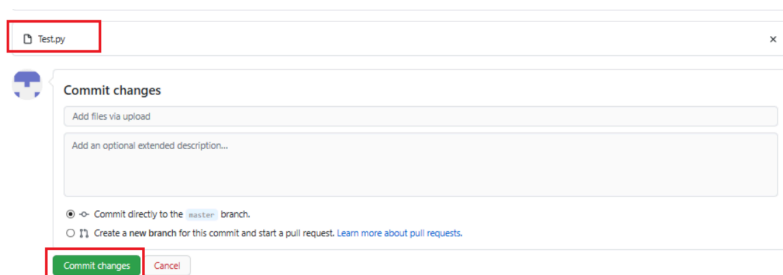 Test.py
Commit changes
Add files via upload
Add an optional extended description...
Commit directly to the master branch.
Create a new branch for this commit and start a pull request. Learn more about pull requests.
Commit changes Cancel